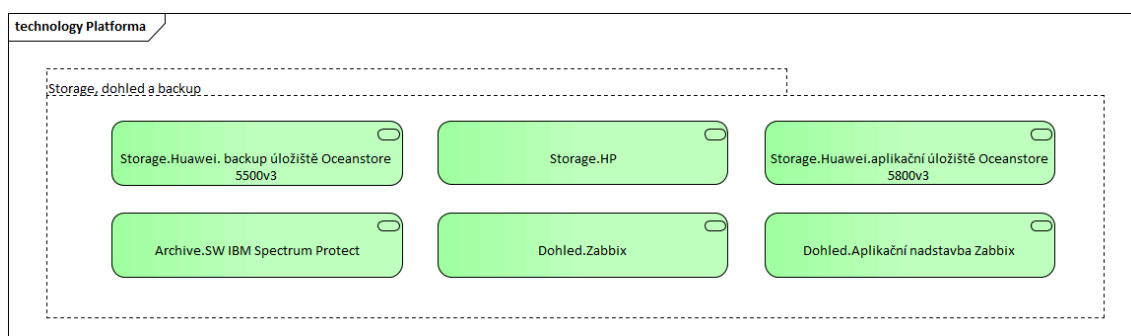 technology Platforma
Storage, dohled a backup
Storage.Huawei. backup úložiště Oceanstore
5500v3
Storage.HP
Storage.Huawei.aplikační úložiště Oceanstore
5800v3
Archive.SW IBM Spectrum Protect
Dohled.Zabbix
Dohled.Aplikační nadstavba Zabbix